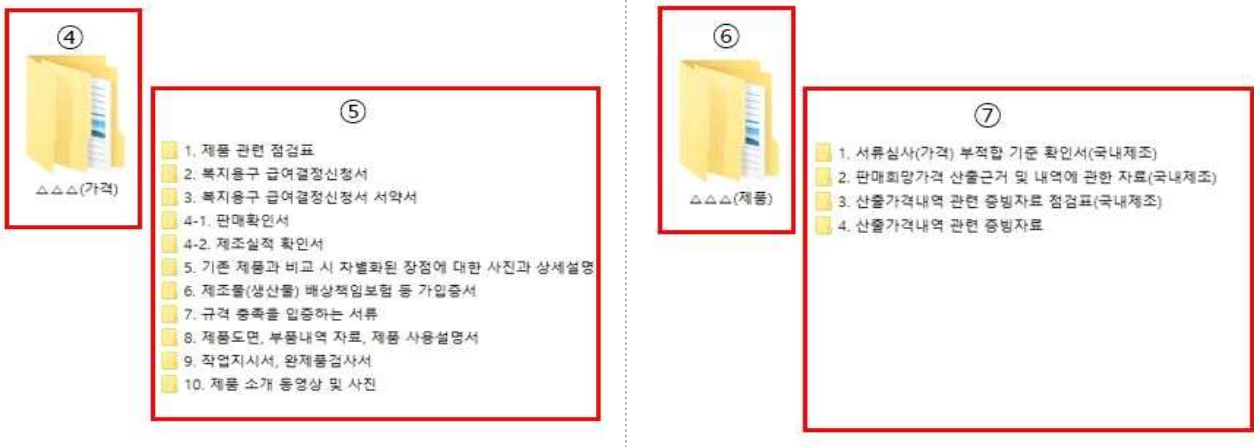 ④
△△△(가격)
⑤
1. 제품 관련 점검표
2. 복지용구 급여결정신청서
3. 복지용구 급여결정신청서 서약서
4-1. 판매확인서
4-2. 제조실적 확인서
5. 기존 제품과 비교 시 차별화된 장점에 대한 사진과 상세설명
6. 제조물(생산물) 배상책임보험 등 가입증서
7. 규격 충족을 입증하는 서류
8. 제품도면, 부품내역 자료, 제품 사용설명서
9. 작업지시서, 완제품검사서
10. 제품 소개 동영상 및 사진
⑥
△△△(제품)
⑦
1. 서류심사(가격) 부적합 기준 확인서(국내제조)
2. 판매희망가격 산출근거 및 내역에 관한 자료(국내제조)
3. 산출가격내역 관련 증빙자료 점검표(국내제조)
4. 산출가격내역 관련 증빙자료